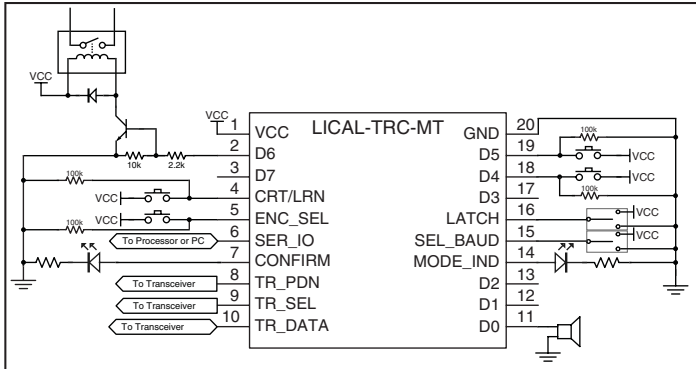 VCC
VCC
10k
2.2k
100k
VCC
VCC
100k
To Processor or PC
To Transceiver
To Transceiver
To Transceiver
LICAL-TRC-MT
1 VCC
2 D6
3 D7
4 CRT/LRN
5 ENC_SEL
6 SER_IO
7 CONFIRM
8 TR_PDN
9 TR_SEL
10 TR_DATA
GND 20
D5 19
D4 18
D3 17
LATCH 16
SEL_BAUD 15
MODE_IND 14
D2 13
D1 12
D0 11
100k
VCC
VCC
100k
VCC
VCC